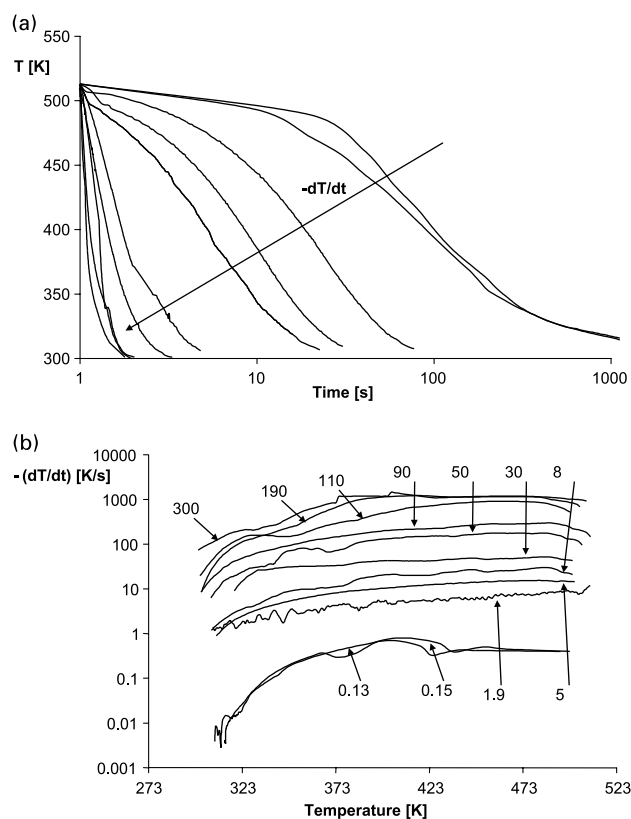 (a)
550
T [K]
500
450
-dT/dt
400
350
300
1 10 100 1000
Time [s]
(b)
10000
- (dT/dt) [K/s]
90 50 30 8
190 110
1000
300
100
10
1
0.1
0.13 0.15 1.9 5
0.01
0.001
273 323 373 423 473 523
Temperature [K]